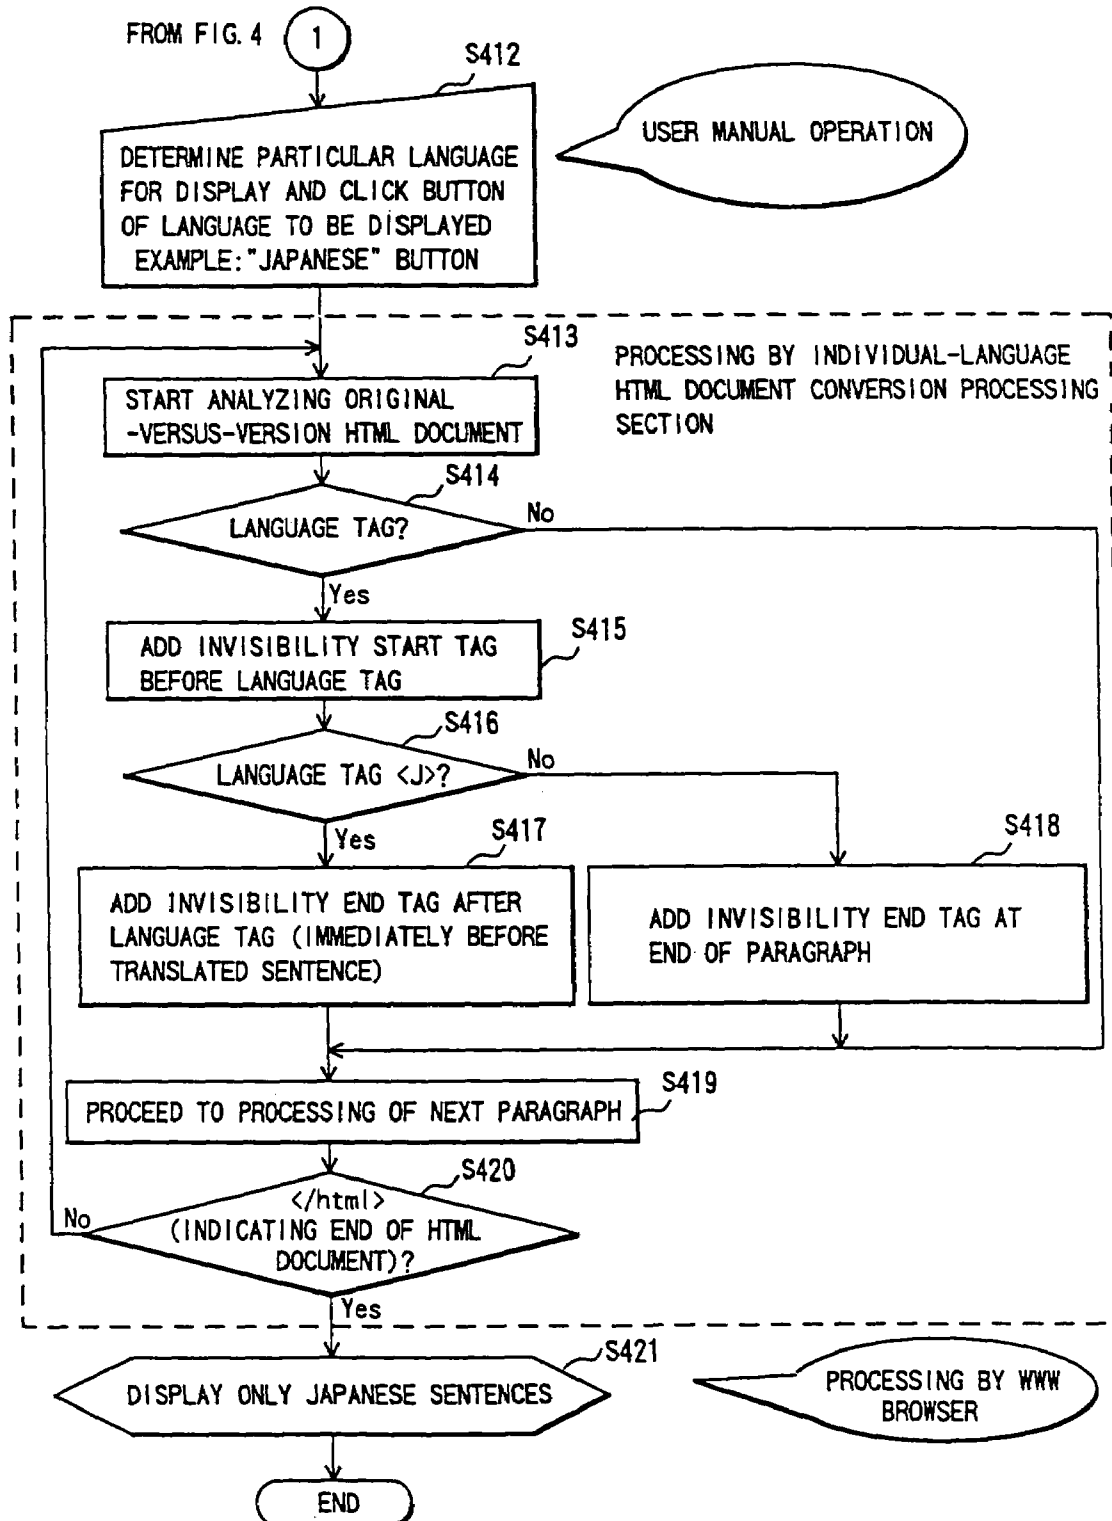 FROM FIG. 4
1
S412
USER MANUAL OPERATION
DETERMINE PARTICULAR LANGUAGE
FOR DISPLAY AND CLICK BUTTON
OF LANGUAGE TO BE DISPLAYED
EXAMPLE:"JAPANESE" BUTTON
S413
PROCESSING BY INDIVIDUAL-LANGUAGE
HTML DOCUMENT CONVERSION PROCESSING
SECTION
START ANALYZING ORIGINAL
-VERSUS-VERSION HTML DOCUMENT
S414
LANGUAGE TAG?
No
Yes
S415
ADD INVISIBILITY START TAG
BEFORE LANGUAGE TAG
S416
LANGUAGE TAG <J>?
No
Yes
S417
S418
ADD INVISIBILITY END TAG AFTER
LANGUAGE TAG (IMMEDIATELY BEFORE
TRANSLATED SENTENCE)
ADD INVISIBILITY END TAG AT
END OF PARAGRAPH
S419
PROCEED TO PROCESSING OF NEXT PARAGRAPH
S420
</html>
(INDICATING END OF HTML
DOCUMENT)?
No
Yes
S421
DISPLAY ONLY JAPANESE SENTENCES
PROCESSING BY WWW
BROWSER
END